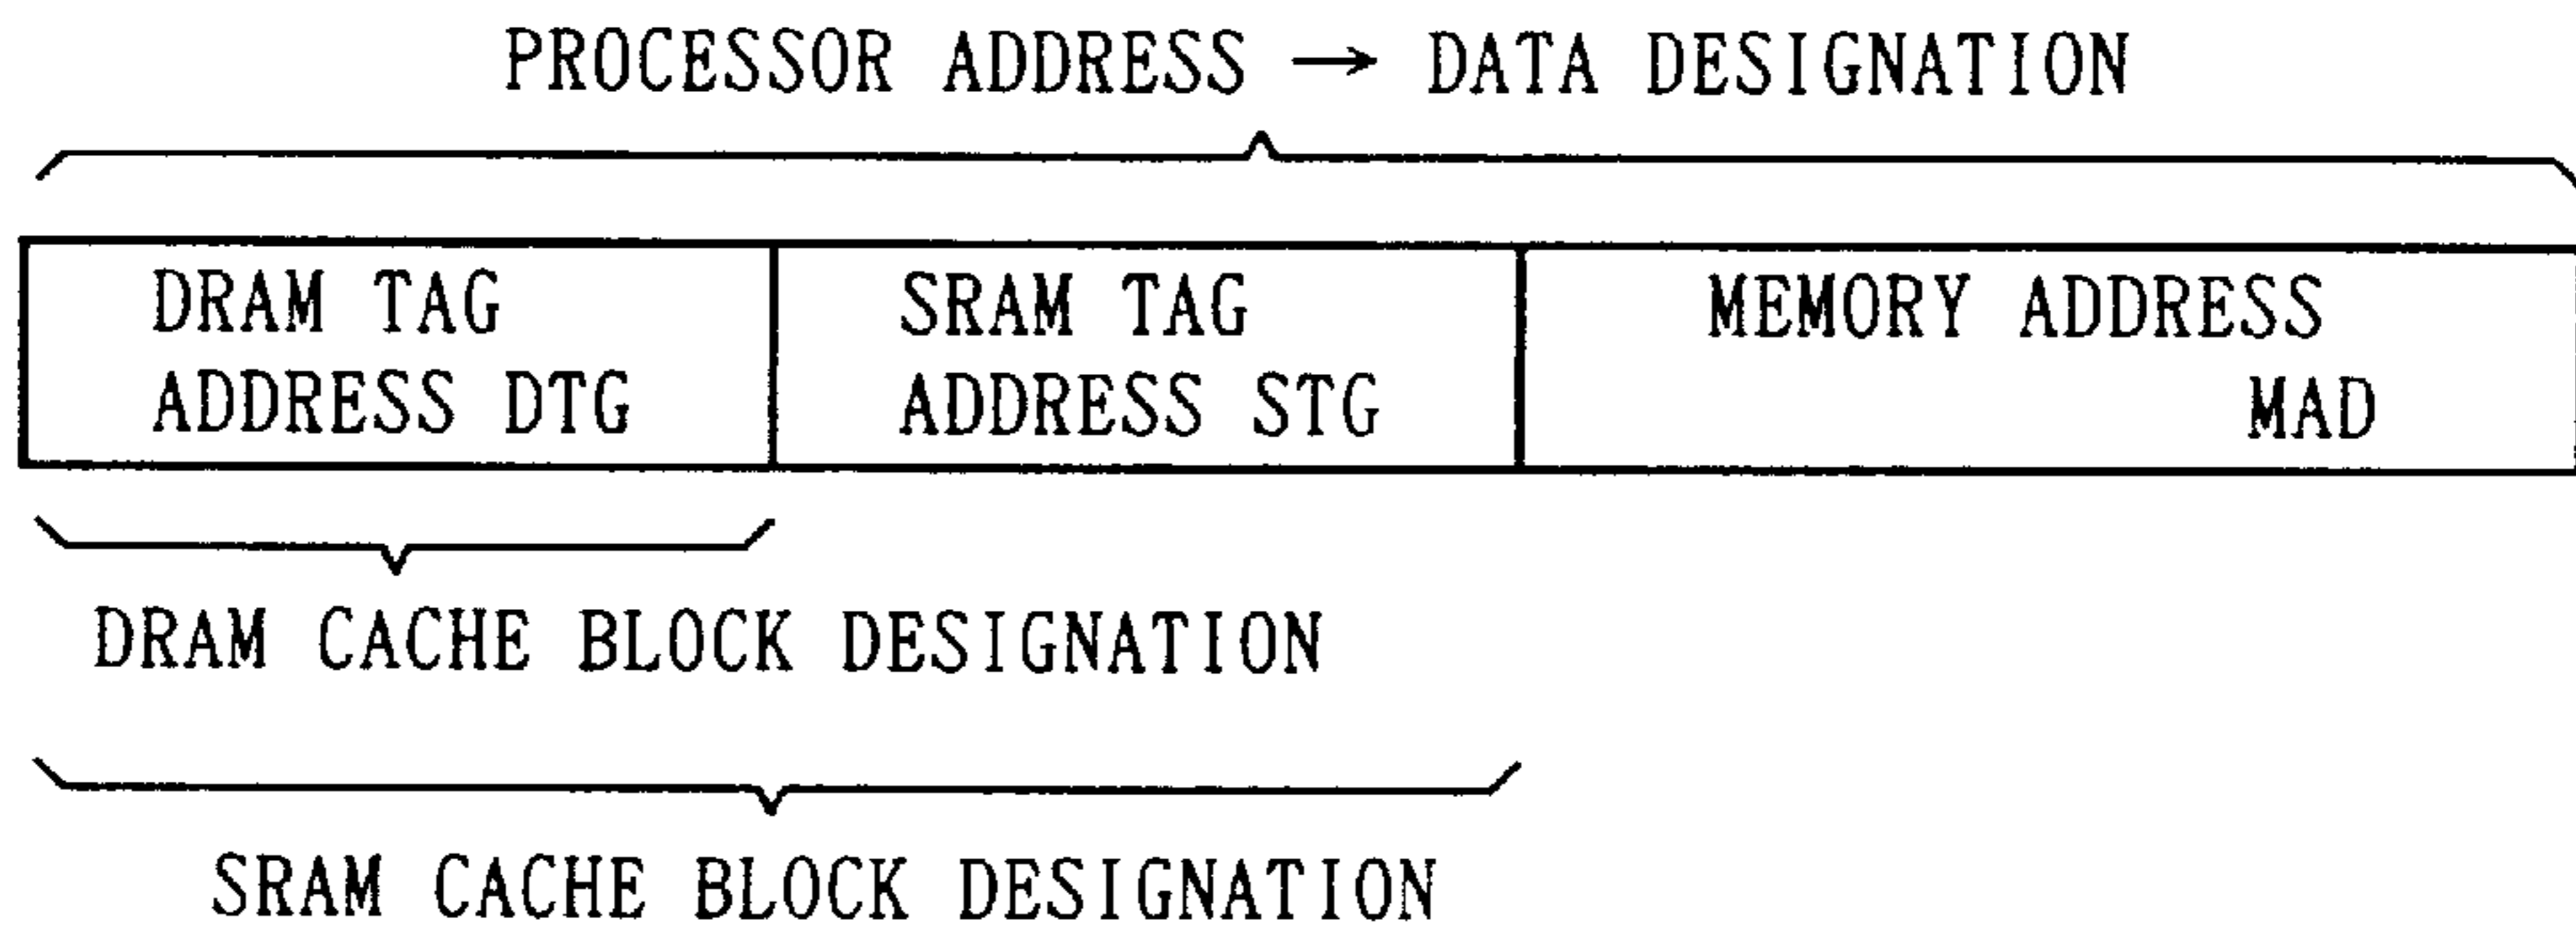 PROCESSOR ADDRESS → DATA DESIGNATION
DRAM TAG
ADDRESS DTG
SRAM TAG
ADDRESS STG
MEMORY ADDRESS
MAD
DRAM CACHE BLOCK DESIGNATION
SRAM CACHE BLOCK DESIGNATION